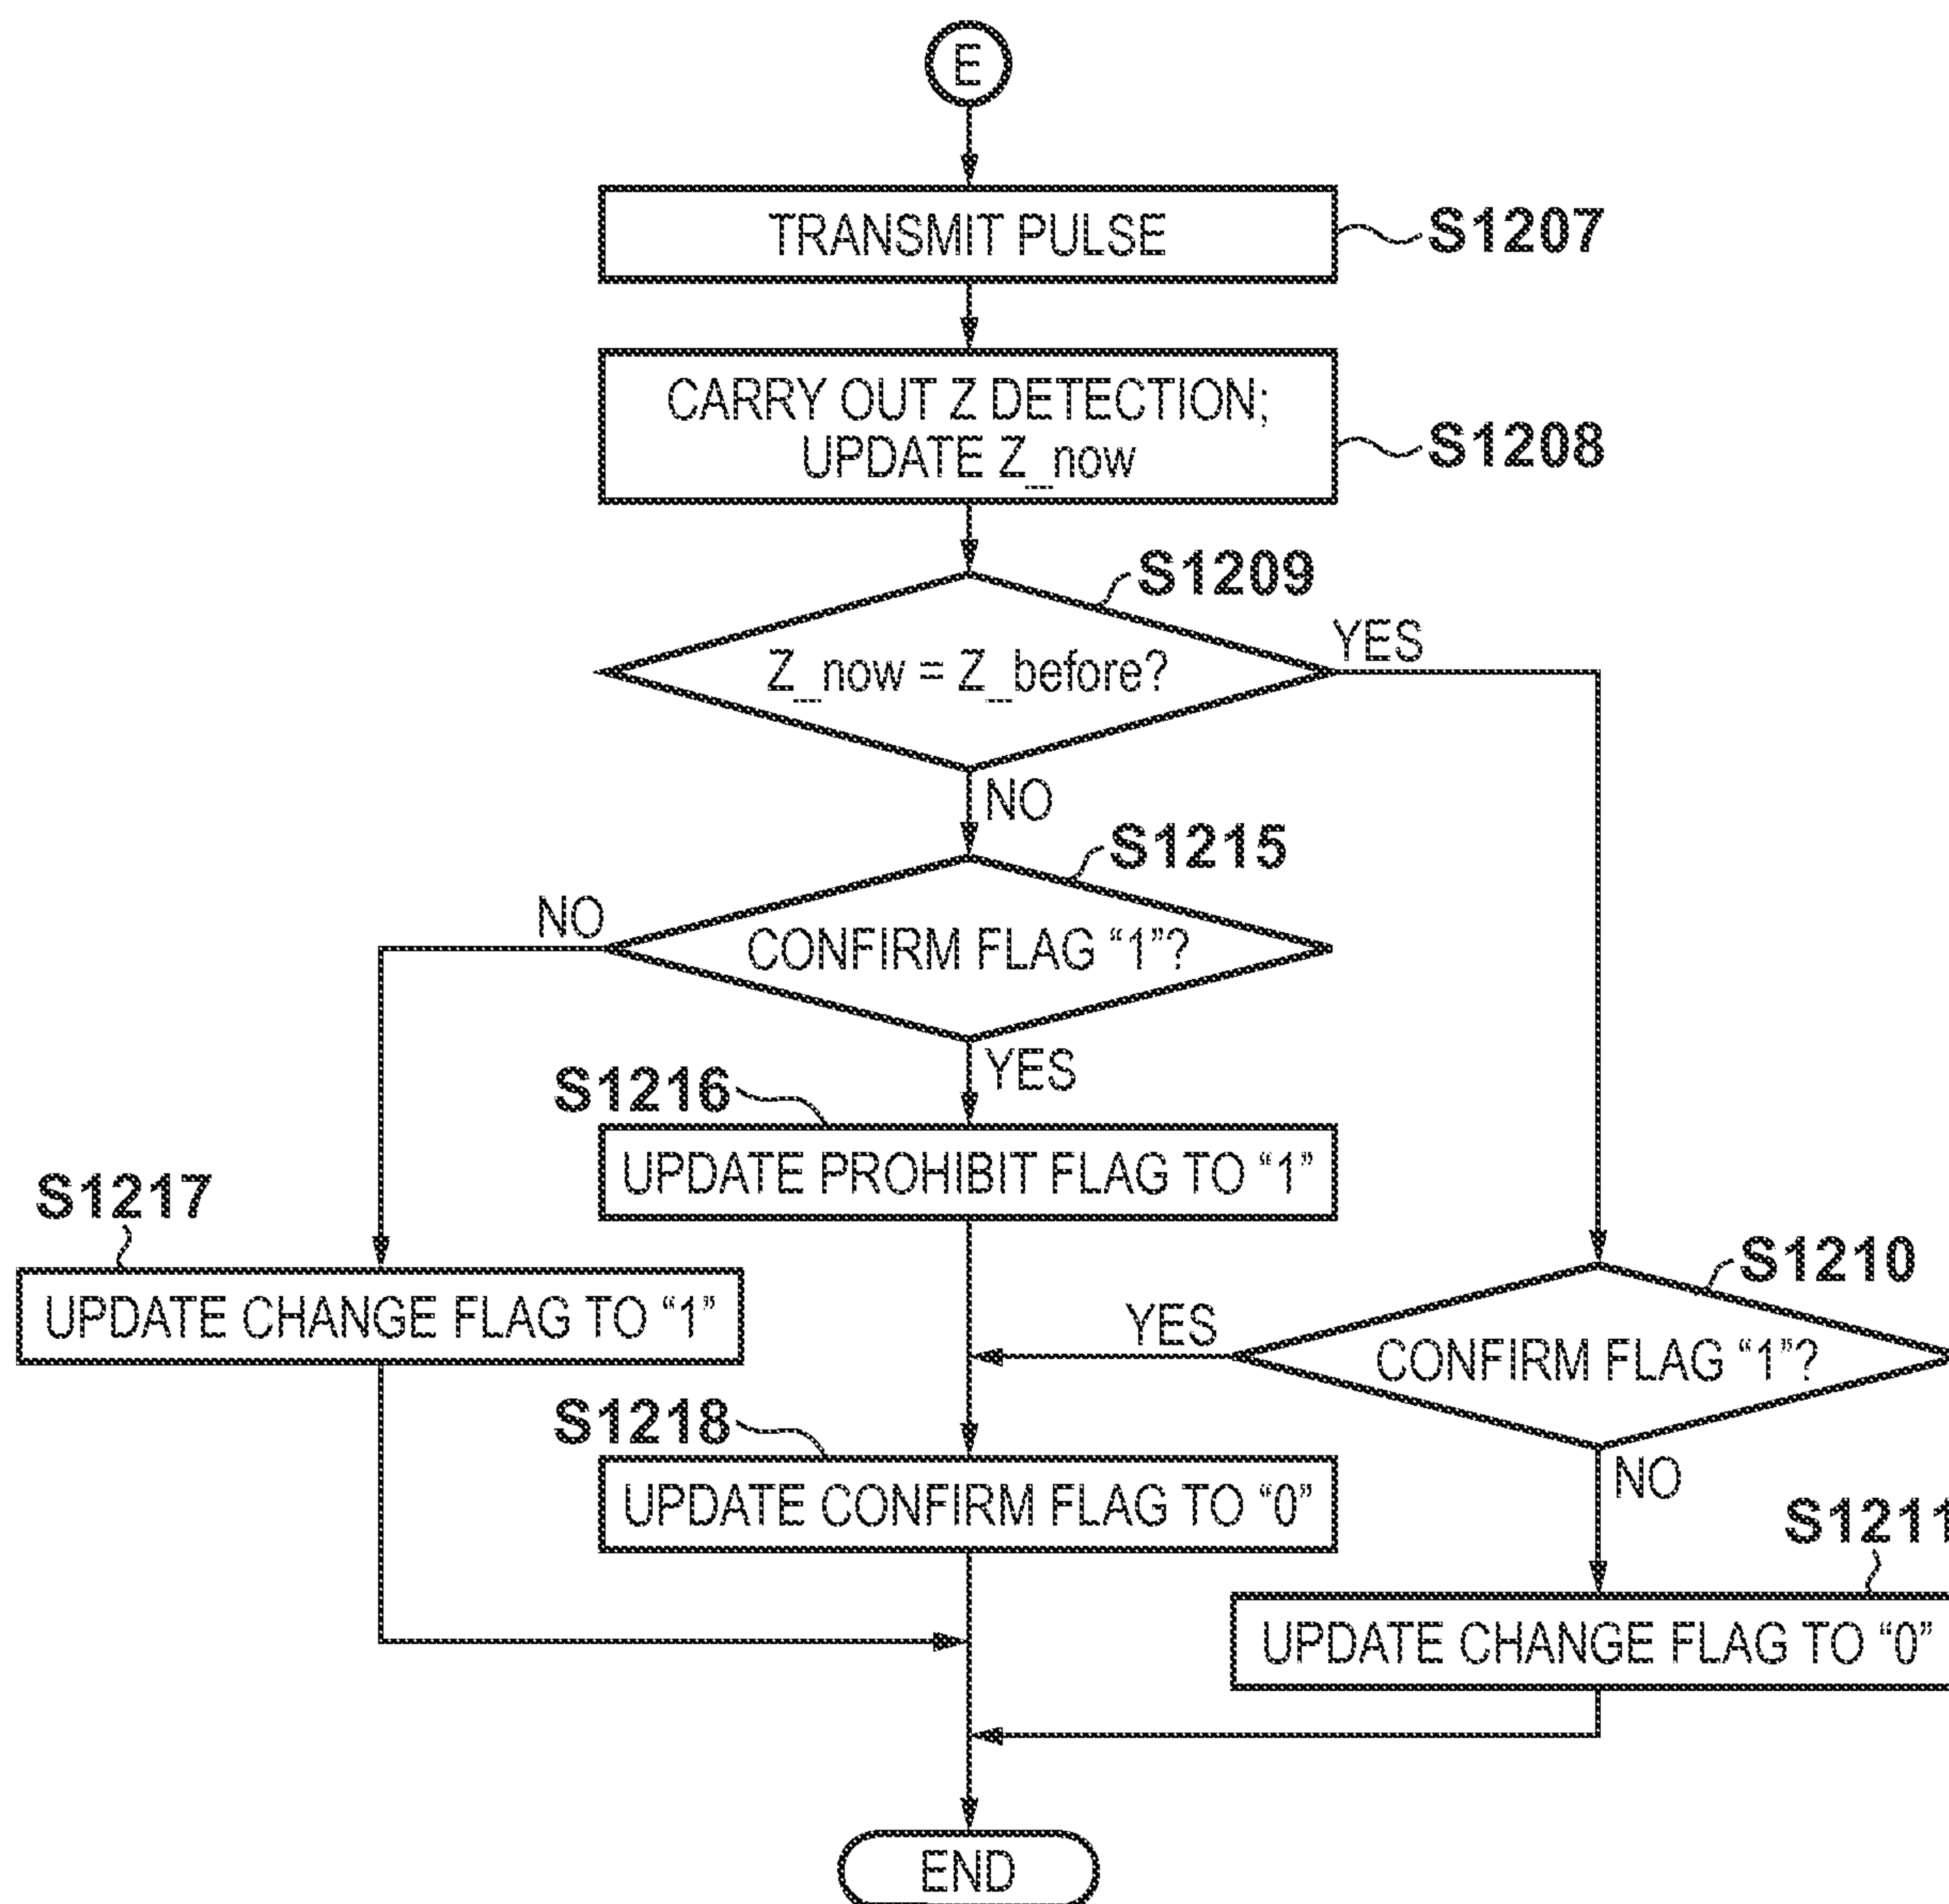 E
TRANSMIT PULSE
S1207
CARRY OUT Z DETECTION;
UPDATE Z_now
S1208
S1209
Z_now = Z_before?
YES
NO
S1215
NO
CONFIRM FLAG “1”?
YES
S1216
UPDATE PROHIBIT FLAG TO “1”
S1217
UPDATE CHANGE FLAG TO “1”
S1210
YES
CONFIRM FLAG “1”?
S1218
UPDATE CONFIRM FLAG TO “0”
NO
S1211
UPDATE CHANGE FLAG TO “0”
END